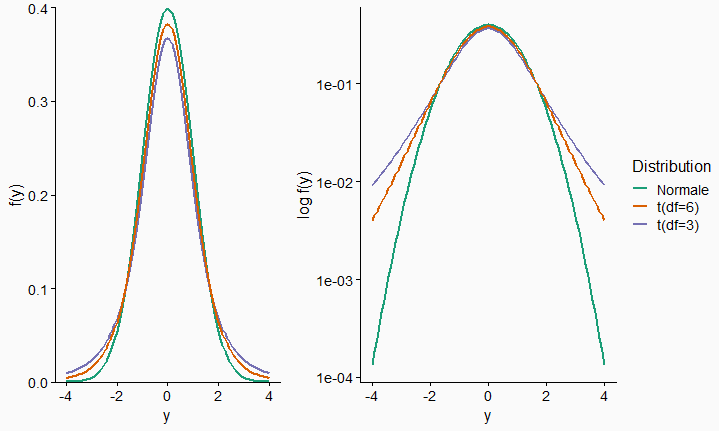 0.4
0.3
0.2
0.1
0.0
f(y)
-4
-2
0
2
4
y
1e-01
1e-02
1e-03
1e-04
log f(y)
-4
-2
0
2
4
y
Distribution
Normale
t(df=6)
t(df=3)